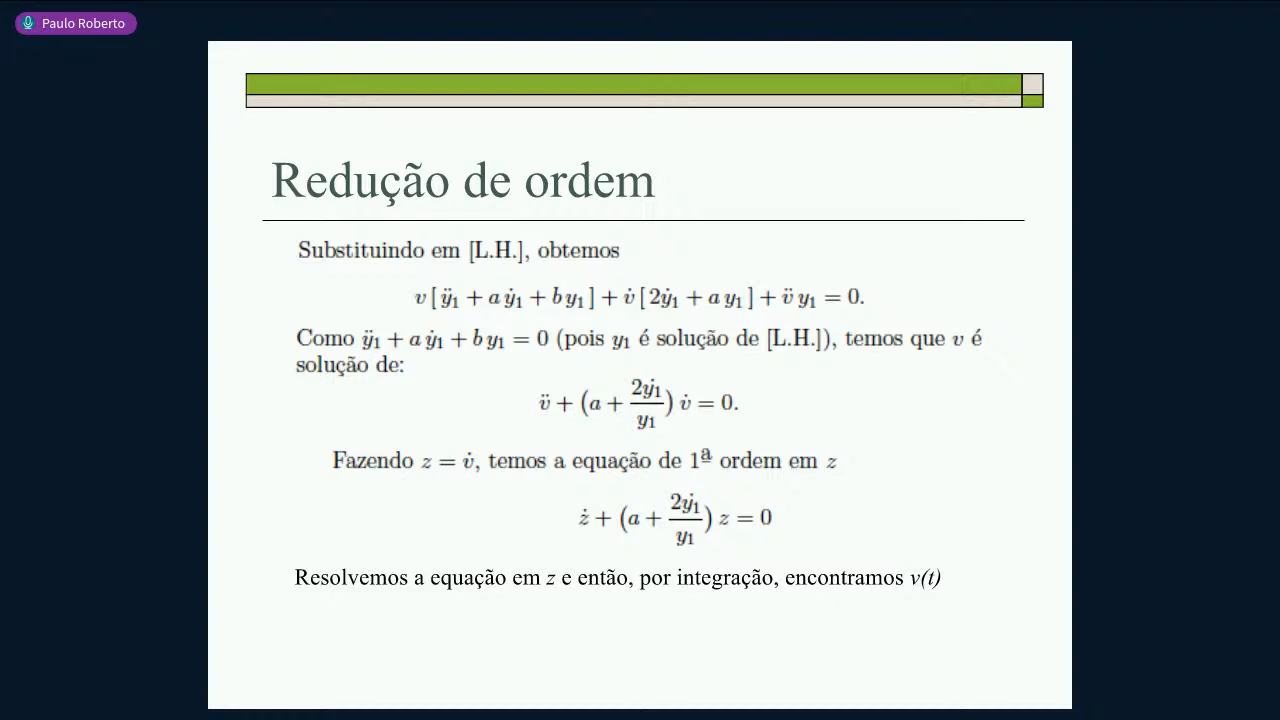 Paulo Roberto
Redução de ordem
Substituindo em [L.H.], obtemos
v [ ÿ₁ + a ẏ₁ + b y₁ ] + v̇ [ 2ẏ₁ + a y₁ ] + v̈ y₁ = 0.
Como ÿ₁ + a ẏ₁ + b y₁ = 0 (pois y₁ é solução de [L.H.]), temos que v é
solução de:
v̈ + (a + 2ẏ₁/y₁) v̇ = 0.
Fazendo z = v̇, temos a equação de 1ª ordem em z
ż + (a + 2ẏ₁/y₁) z = 0
Resolvemos a equação em z e então, por integração, encontramos v(t)